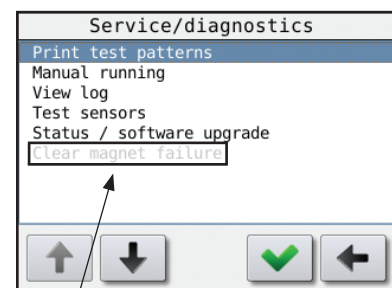 Service/diagnostics
Print test patterns
Manual running
View log
Test sensors
Status / software upgrade
Clear magnet failure